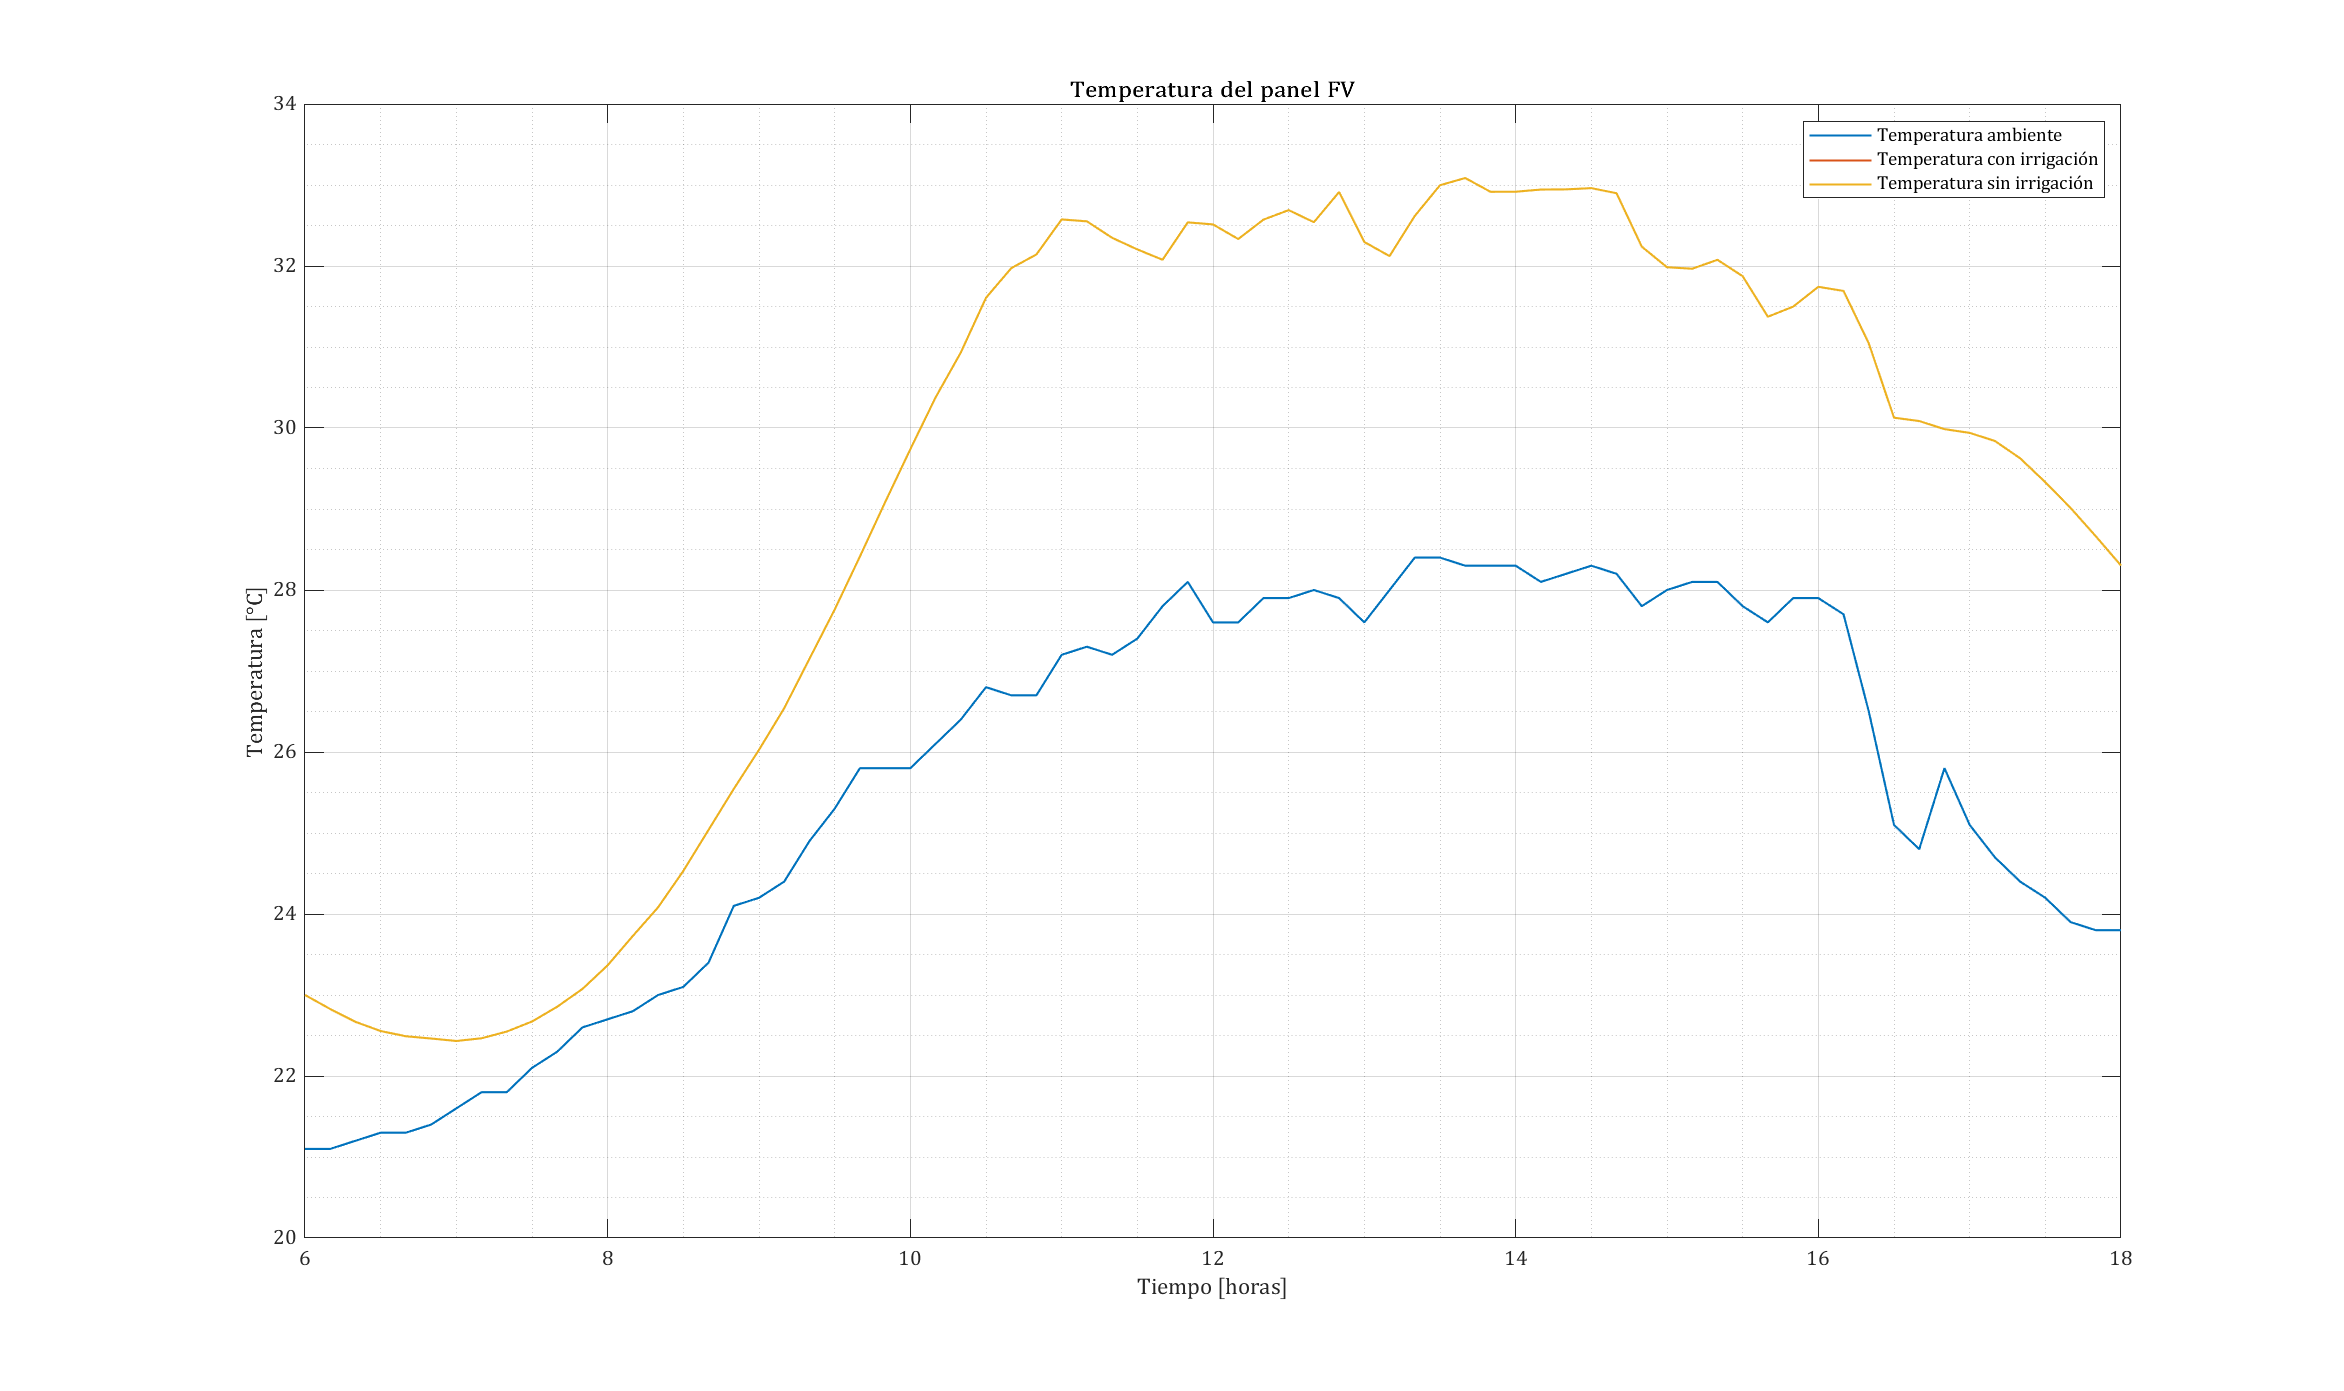 Temperatura del panel FV
34
Temperatura ambiente
Temperatura con irrigación
Temperatura sin irrigación
32
30
28
26
24
22
20
Temperatura [°C]
6 8 10 12 14 16 18
Tiempo [horas]